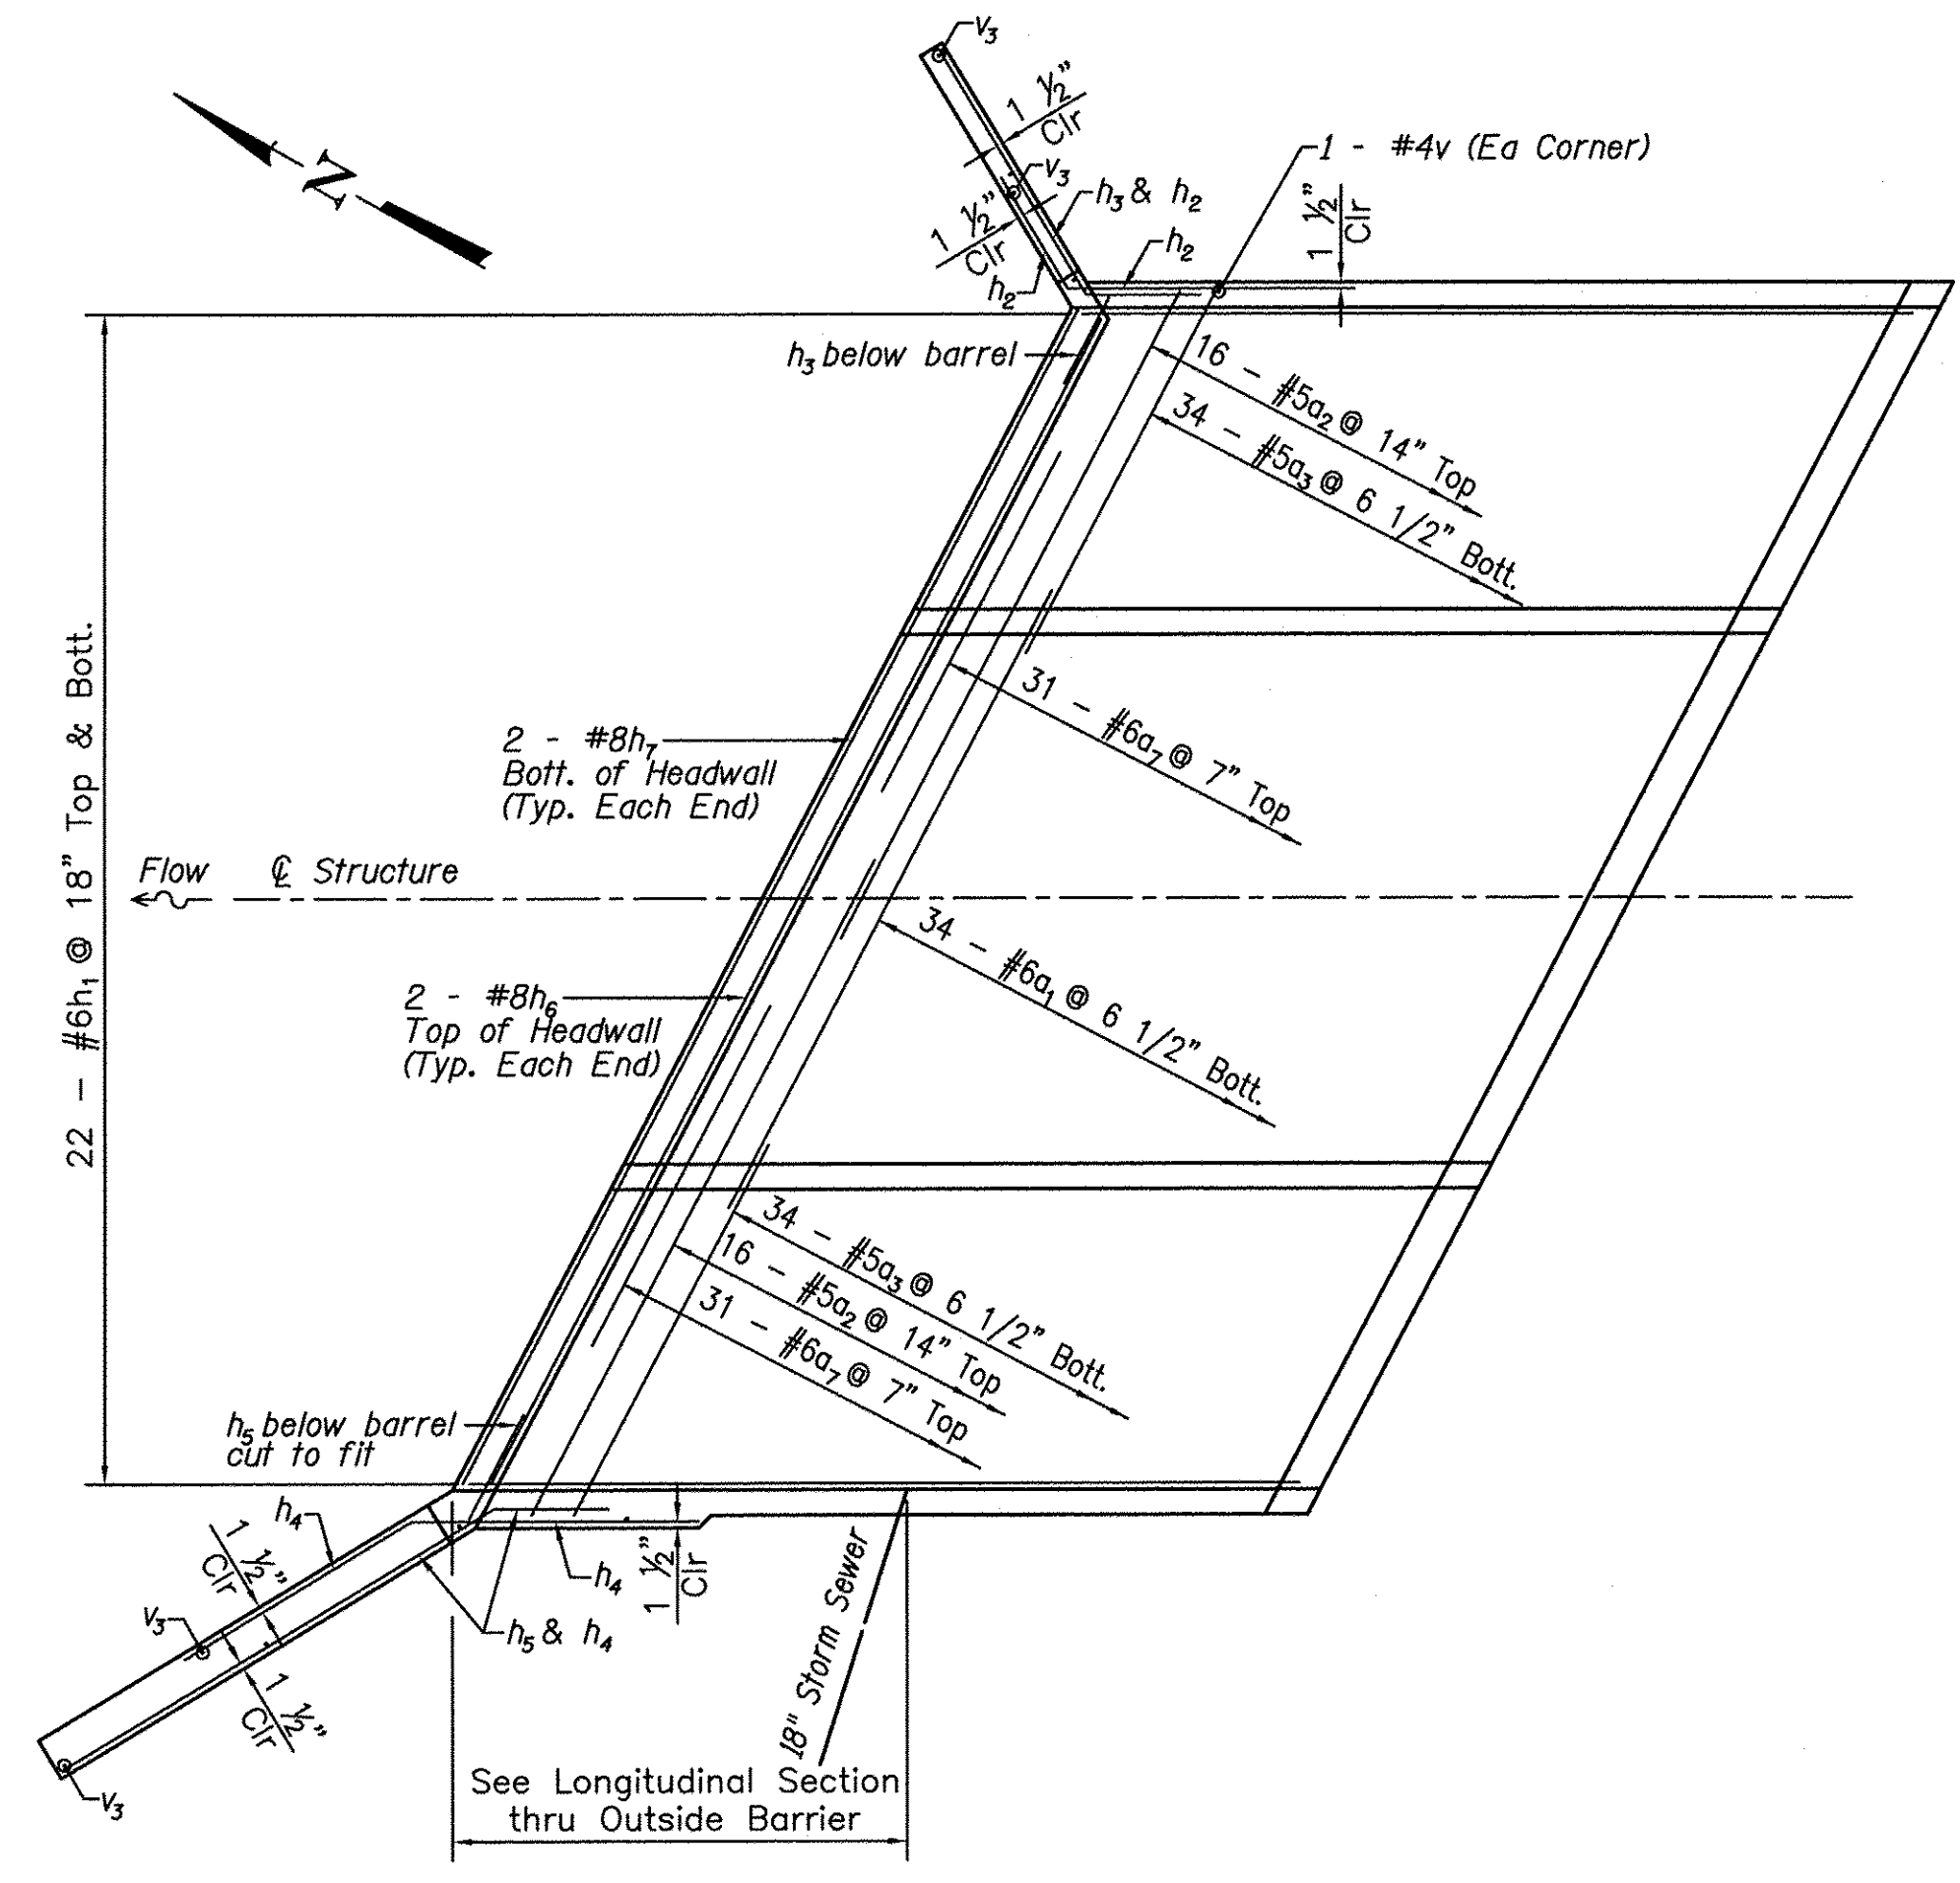 v3
1 1/2"
Clr
N
1 - #4v (Ea Corner)
v3
h3 & h2
1 1/2"
Clr
1 1/2"
Clr
h2
h2
h3 below barrel
16 - #5a2 @ 14" Top
34 - #5a3 @ 6 1/2" Bott.
22 - #6h1 @ 18" Top & Bott.
31 - #6a7 @ 7" Top
2 - #8h7
Bott. of Headwall
(Typ. Each End)
Flow
℄ Structure
34 - #6a1 @ 6 1/2" Bott.
2 - #8h6
Top of Headwall
(Typ. Each End)
34 - #5a3 @ 6 1/2" Bott.
16 - #5a2 @ 14" Top
31 - #6a7 @ 7" Top
h5 below barrel
cut to fit
h4
1 1/2"
Clr
h4
1 1/2"
Clr
v3
h5 & h4
1 1/2"
Clr
18" Storm Sewer
v3
See Longitudinal Section
thru Outside Barrier